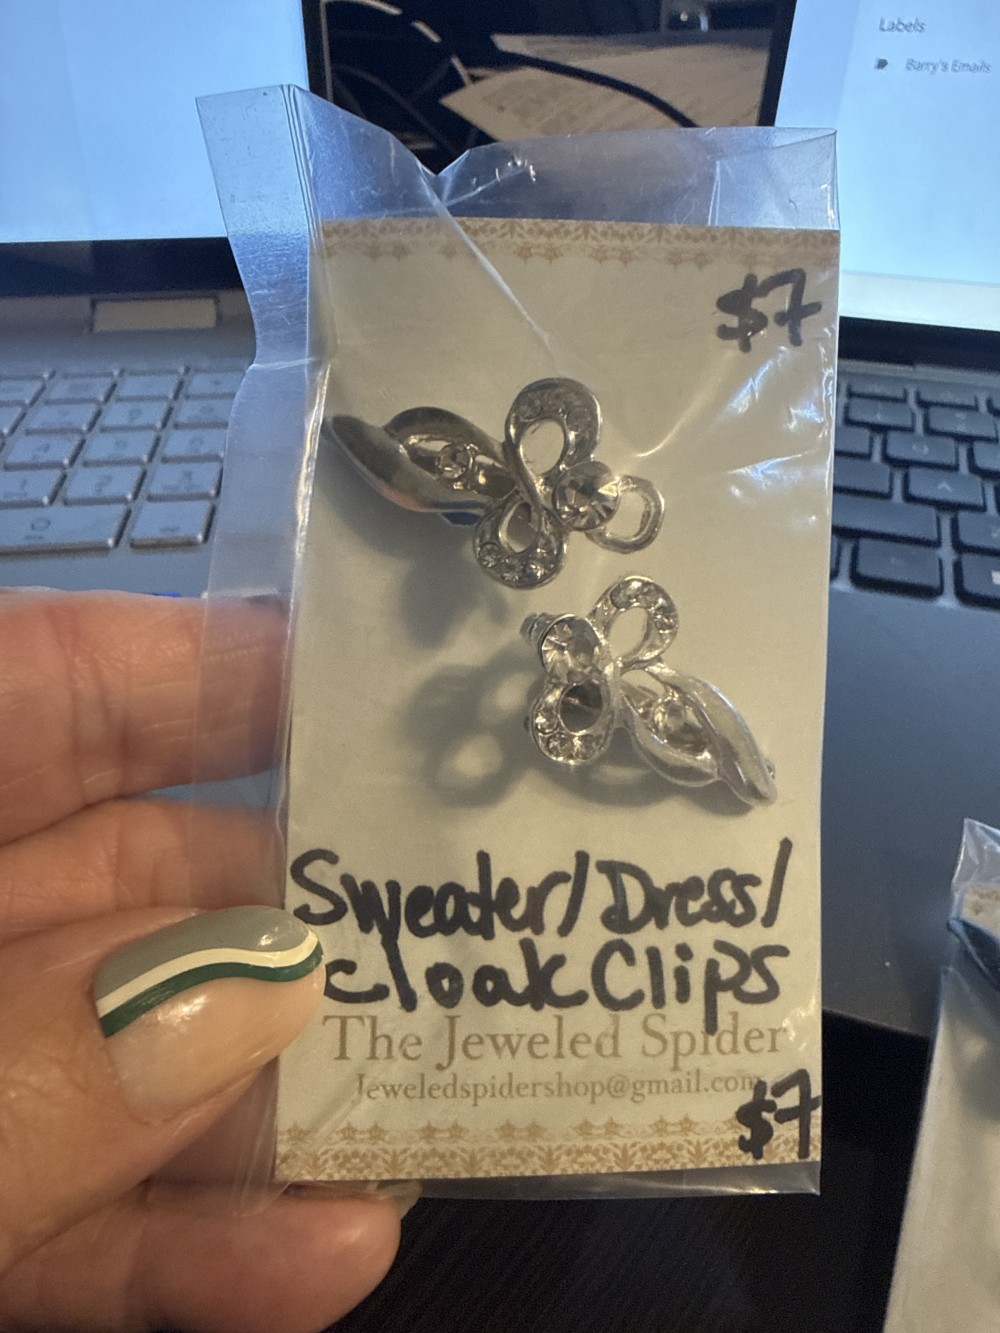 Labels
Barry's Emails
$7
Sweater/Dress/
cloak Clips
The Jeweled Spider
Jeweledspidershop@gmail.com
$7